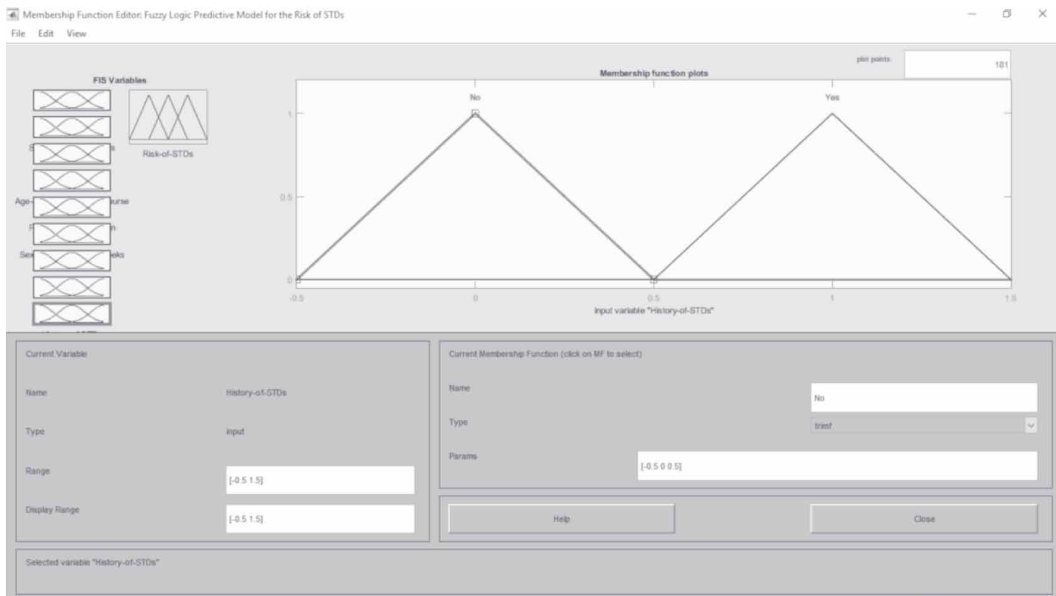 Membership Function Editor: Fuzzy Logic Predictive Model for the Risk of STDs
File Edit View
FIS Variables
Risk-of-STDs
plot points:
181
Membership function plots
No
Yes
1
0.5
0
-0.5
0
0.5
1
1.5
input variable "History-of-STDs"
Current Variable
Name
History-of-STDs
Type
input
Range
[-0.5 1.5]
Display Range
[-0.5 1.5]
Current Membership Function (click on MF to select)
Name
No
Type
trimf
Params
[-0.5 0 0.5]
Help
Close
Selected variable "History-of-STDs"